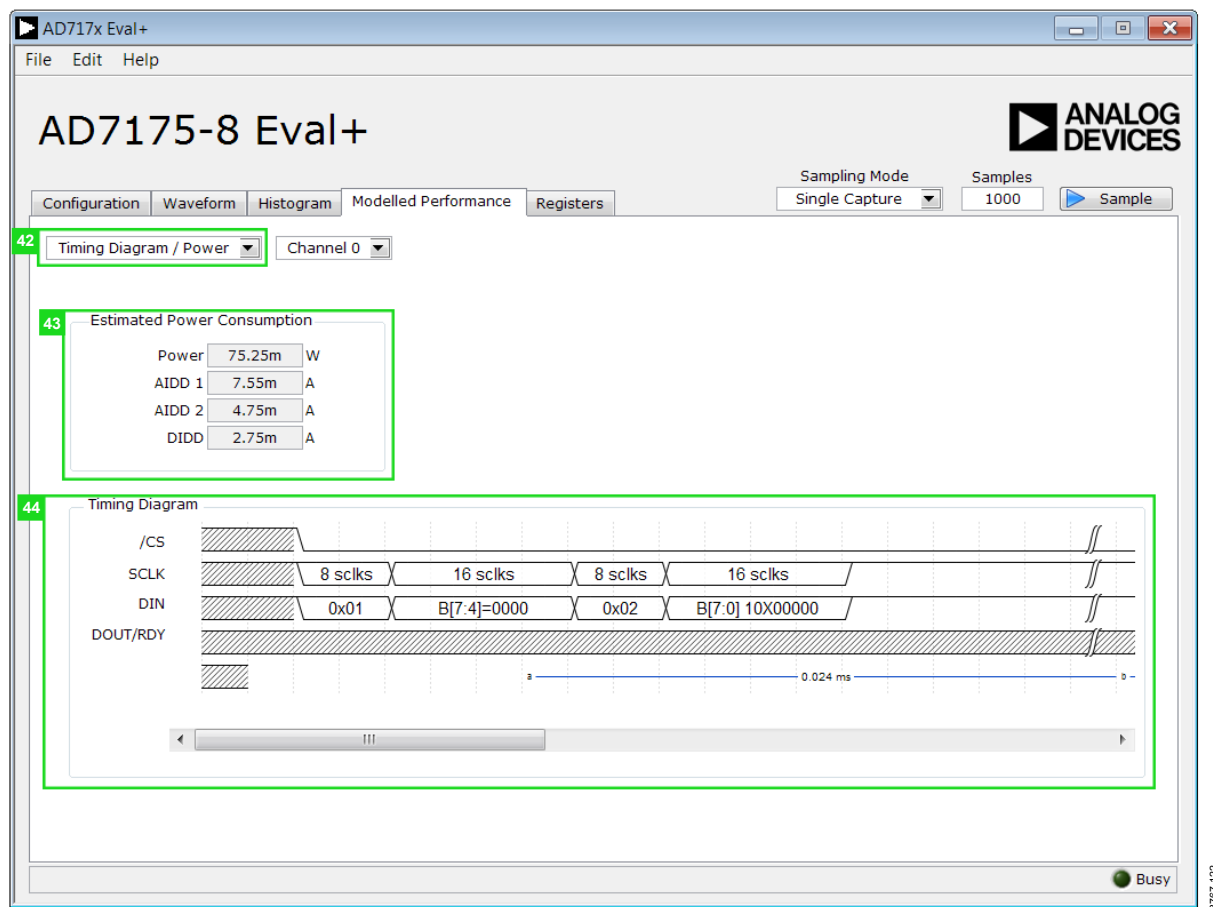 AD717x Eval+
File Edit Help
AD7175-8 Eval+
ANALOG
DEVICES
Sampling Mode
Samples
Configuration
Waveform
Histogram
Modelled Performance
Registers
Single Capture
1000
Sample
42
Timing Diagram / Power
Channel 0
43
Estimated Power Consumption
Power 75.25m W
AIDD 1 7.55m A
AIDD 2 4.75m A
DIDD 2.75m A
44
Timing Diagram
/CS
SCLK 8 sclks 16 sclks 8 sclks 16 sclks
DIN 0x01 B[7:4]=0000 0x02 B[7:0] 10X00000
DOUT/RDY
a 0.024 ms b
Busy